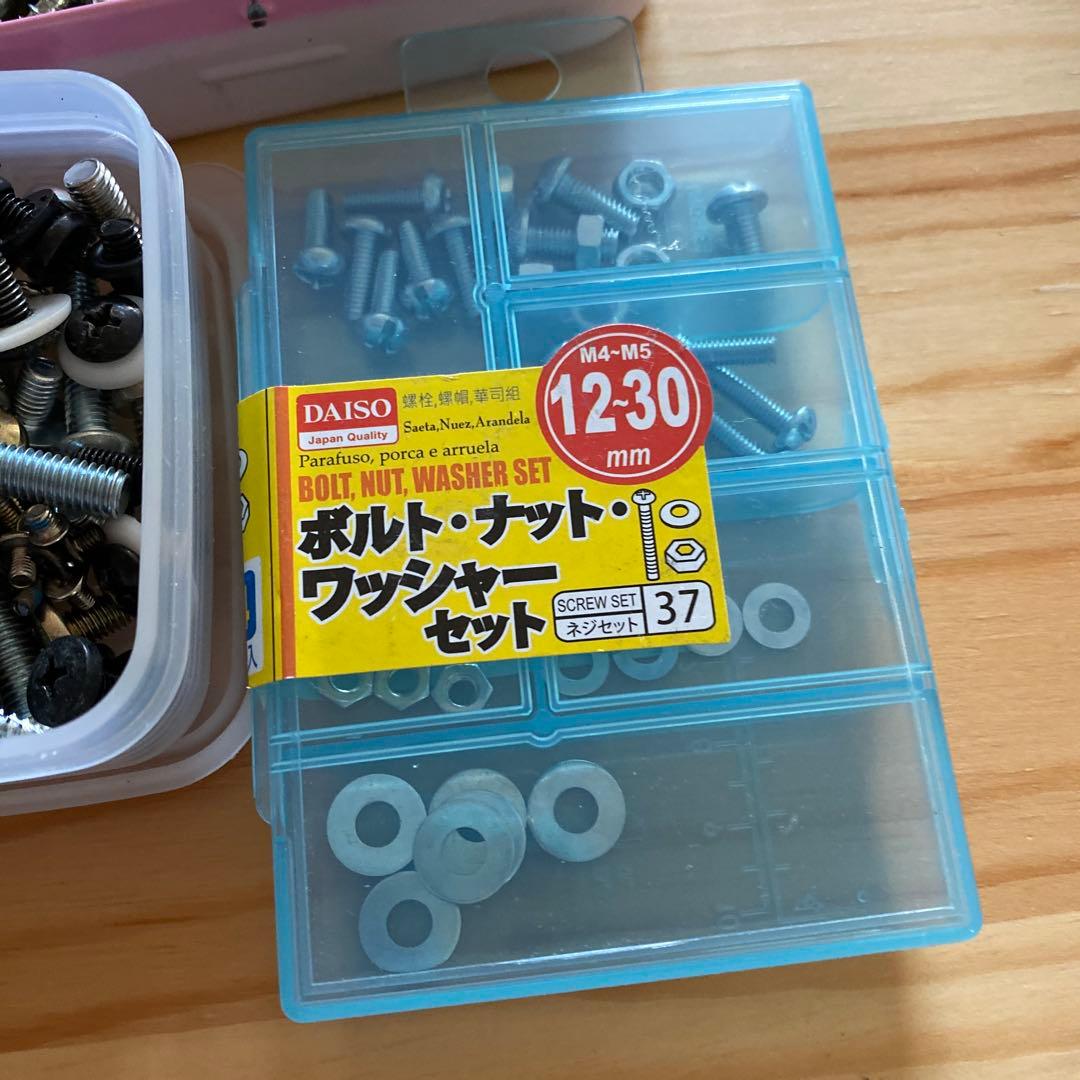 DAISO
Japan Quality
螺栓,螺帽,華司組
Saeta,Nuez,Arandela
Parafuso, porca e arruela
BOLT, NUT, WASHER SET
ボルト・ナット・
ワッシャー
セット
M4~M5
12~30
mm
SCREW SET
ネジセット
37
入